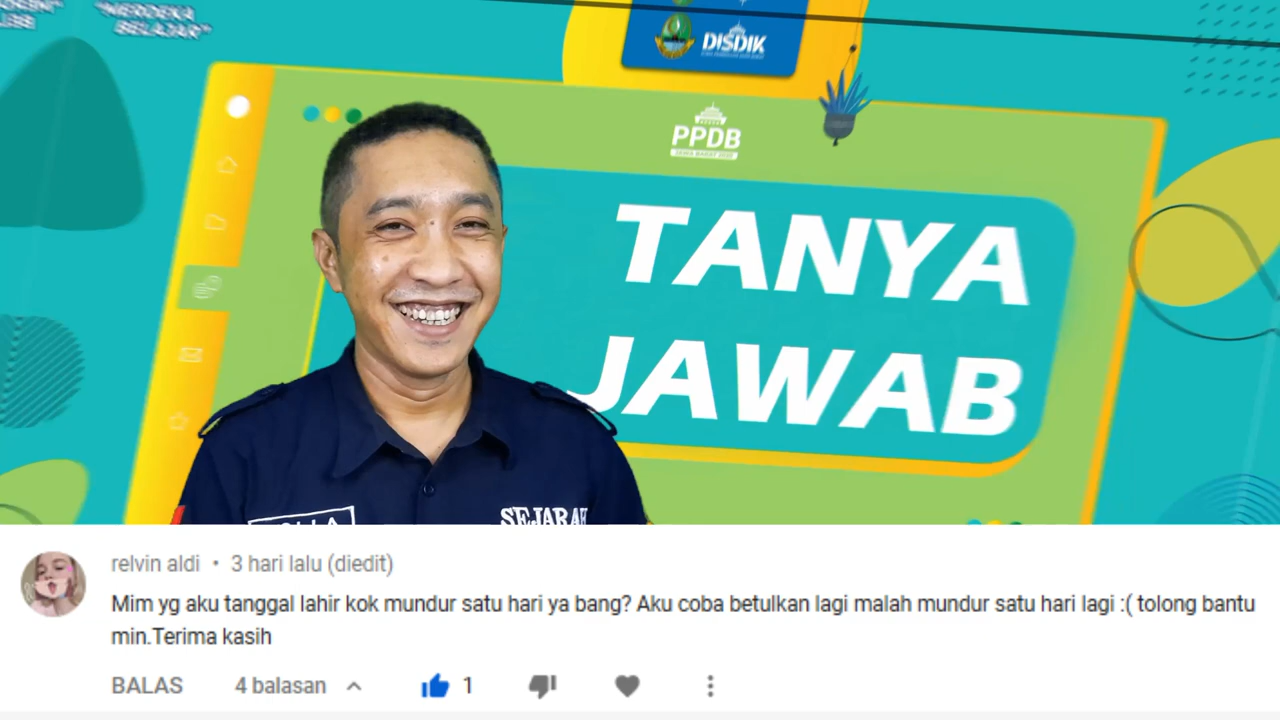 "MERDEKA
BELAJAR"
DISDIK
PPDB
TANYA
JAWAB
SEJARAH
relvin aldi • 3 hari lalu (diedit)
Mim yg aku tanggal lahir kok mundur satu hari ya bang? Aku coba betulkan lagi malah mundur satu hari lagi :( tolong bantu
min.Terima kasih
BALAS 4 balasan 1